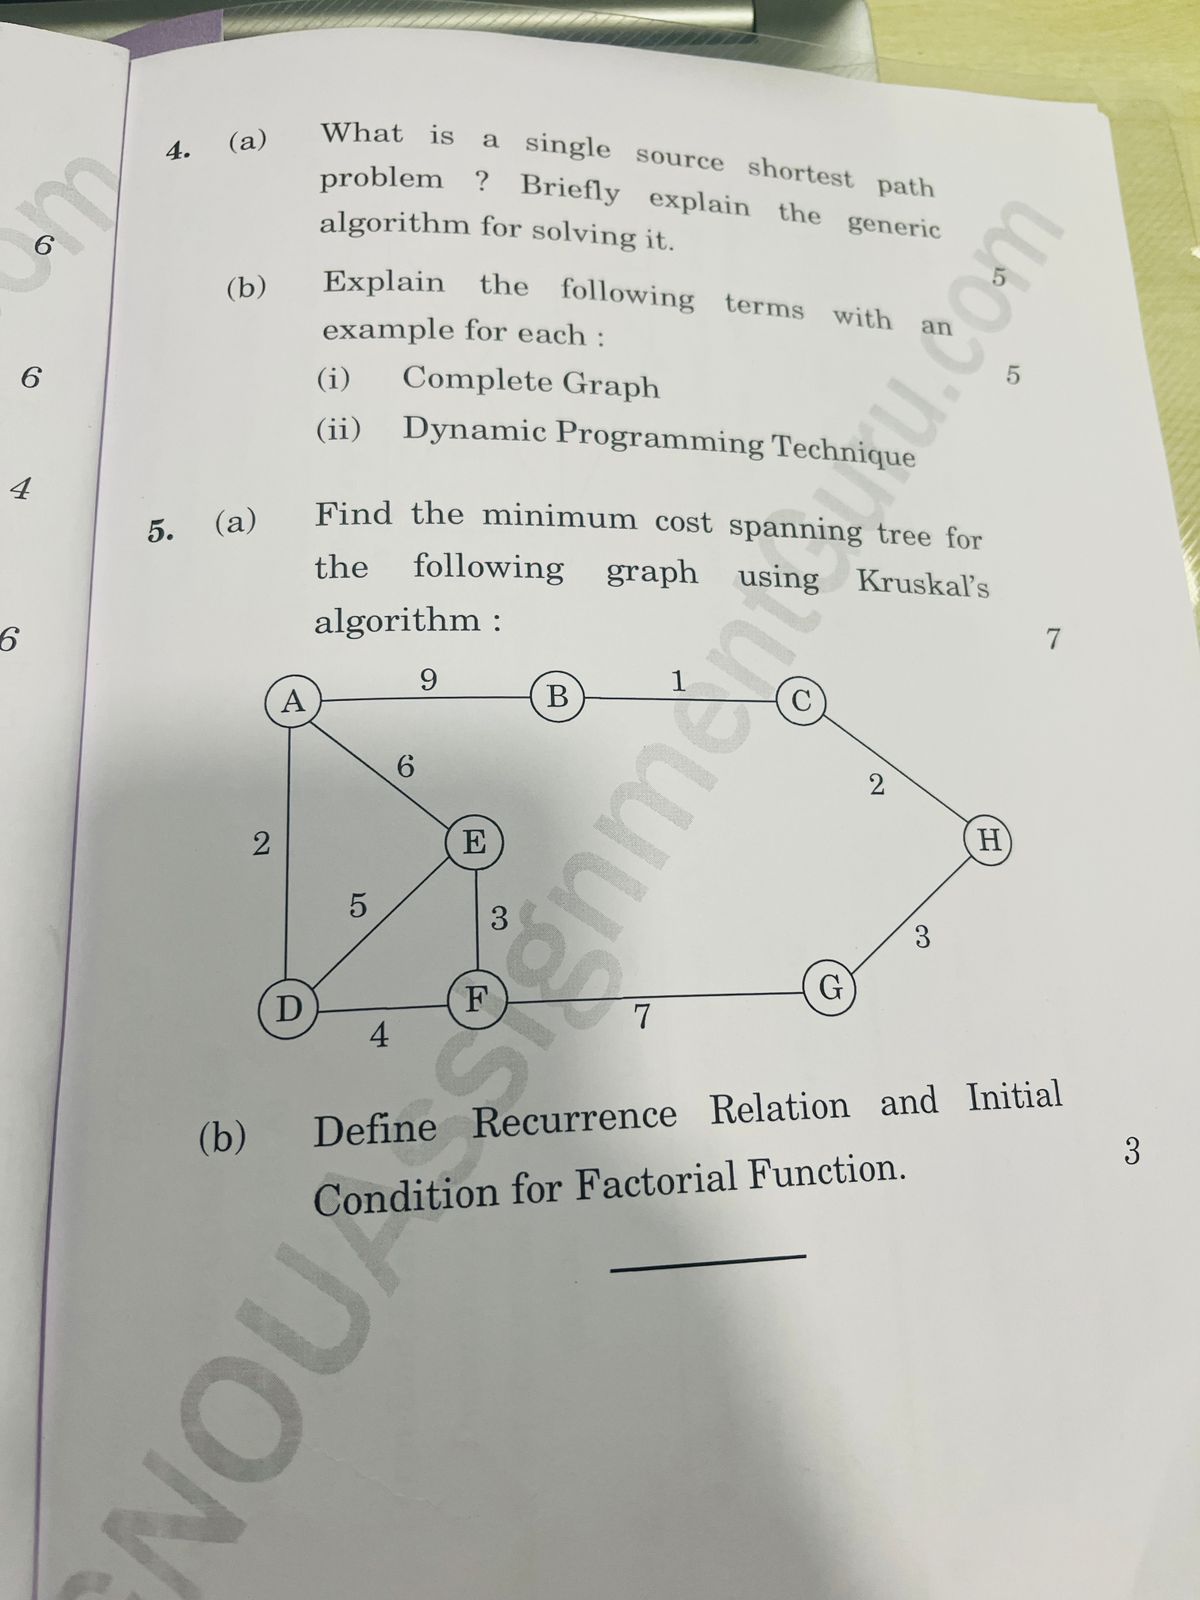 4. (a) What is a single source shortest path
problem ? Briefly explain the generic
algorithm for solving it. 5
(b) Explain the following terms with an
example for each : 5
(i) Complete Graph
(ii) Dynamic Programming Technique
5. (a) Find the minimum cost spanning tree for
the following graph using Kruskal's
algorithm : 7
A 9 B 1 C
6
2
2 E H
5 3 3
D F G
4 7
(b) Define Recurrence Relation and Initial
Condition for Factorial Function. 3
6
6
4
6
GNOUAssignmentGuru.com
om